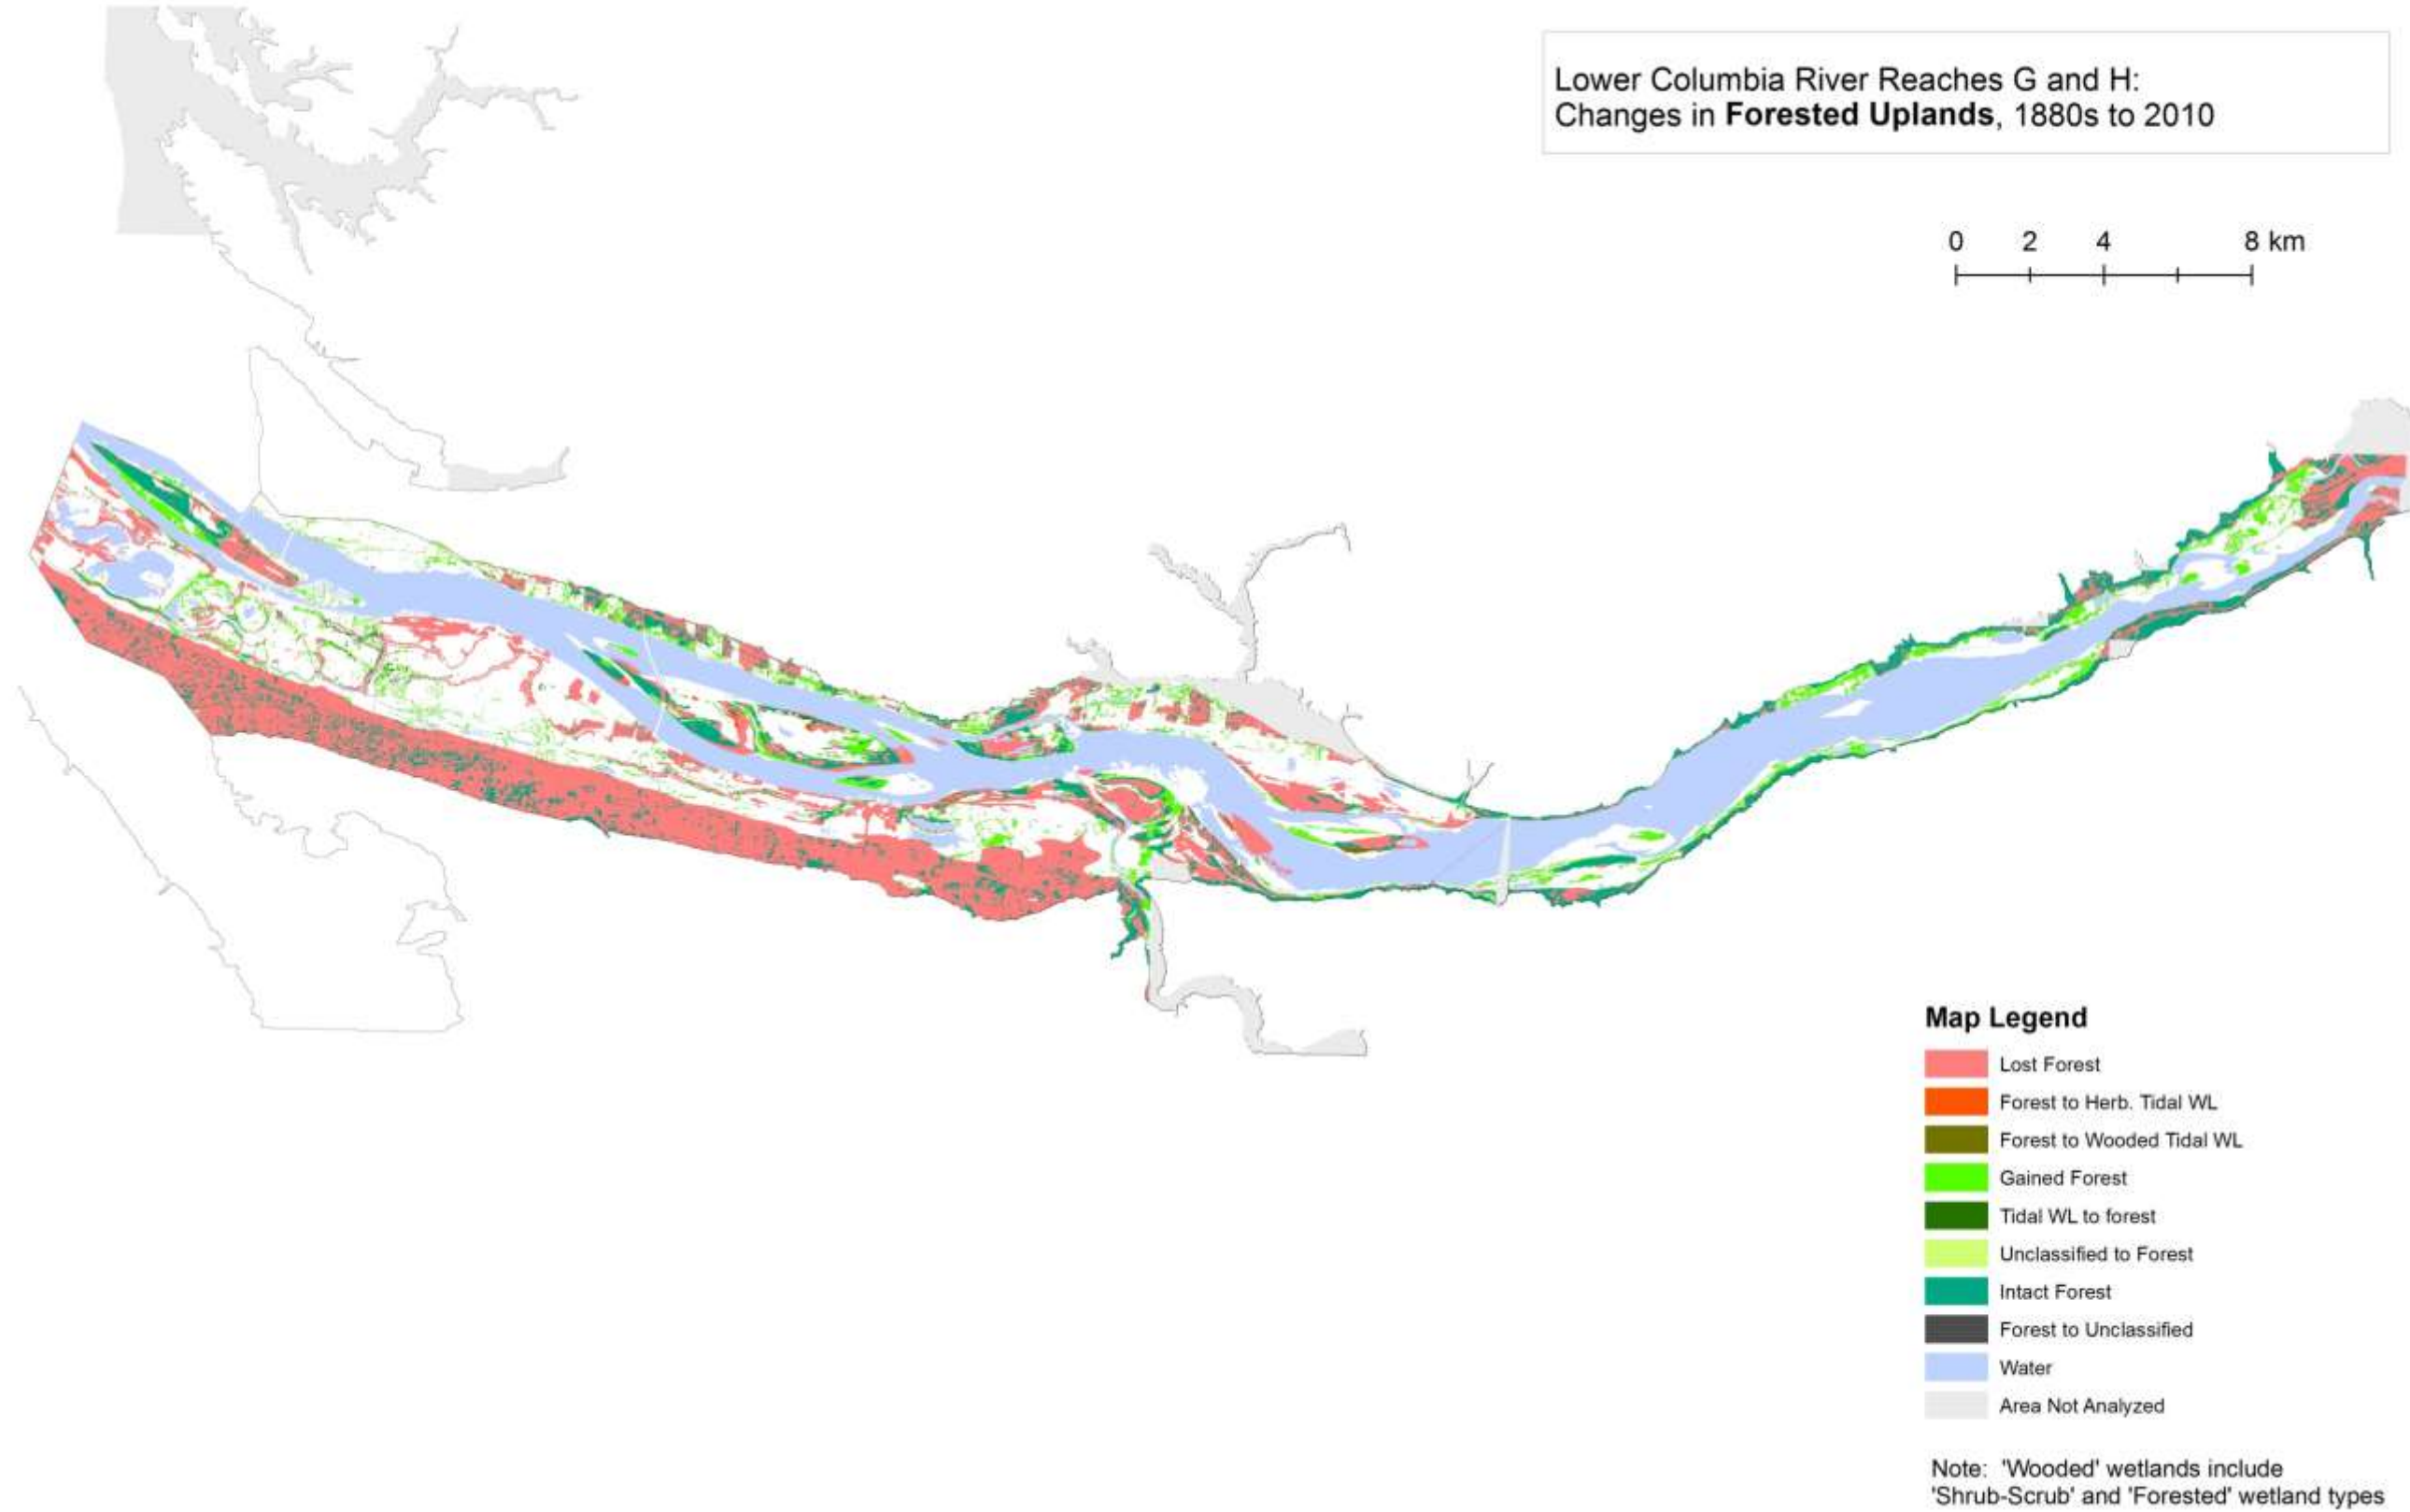 Lower Columbia River Reaches G and H:
Changes in Forested Uplands, 1880s to 2010
0 2 4 8 km
Map Legend
Lost Forest
Forest to Herb. Tidal WL
Forest to Wooded Tidal WL
Gained Forest
Tidal WL to forest
Unclassified to Forest
Intact Forest
Forest to Unclassified
Water
Area Not Analyzed
Note: 'Wooded' wetlands include
'Shrub-Scrub' and 'Forested' wetland types